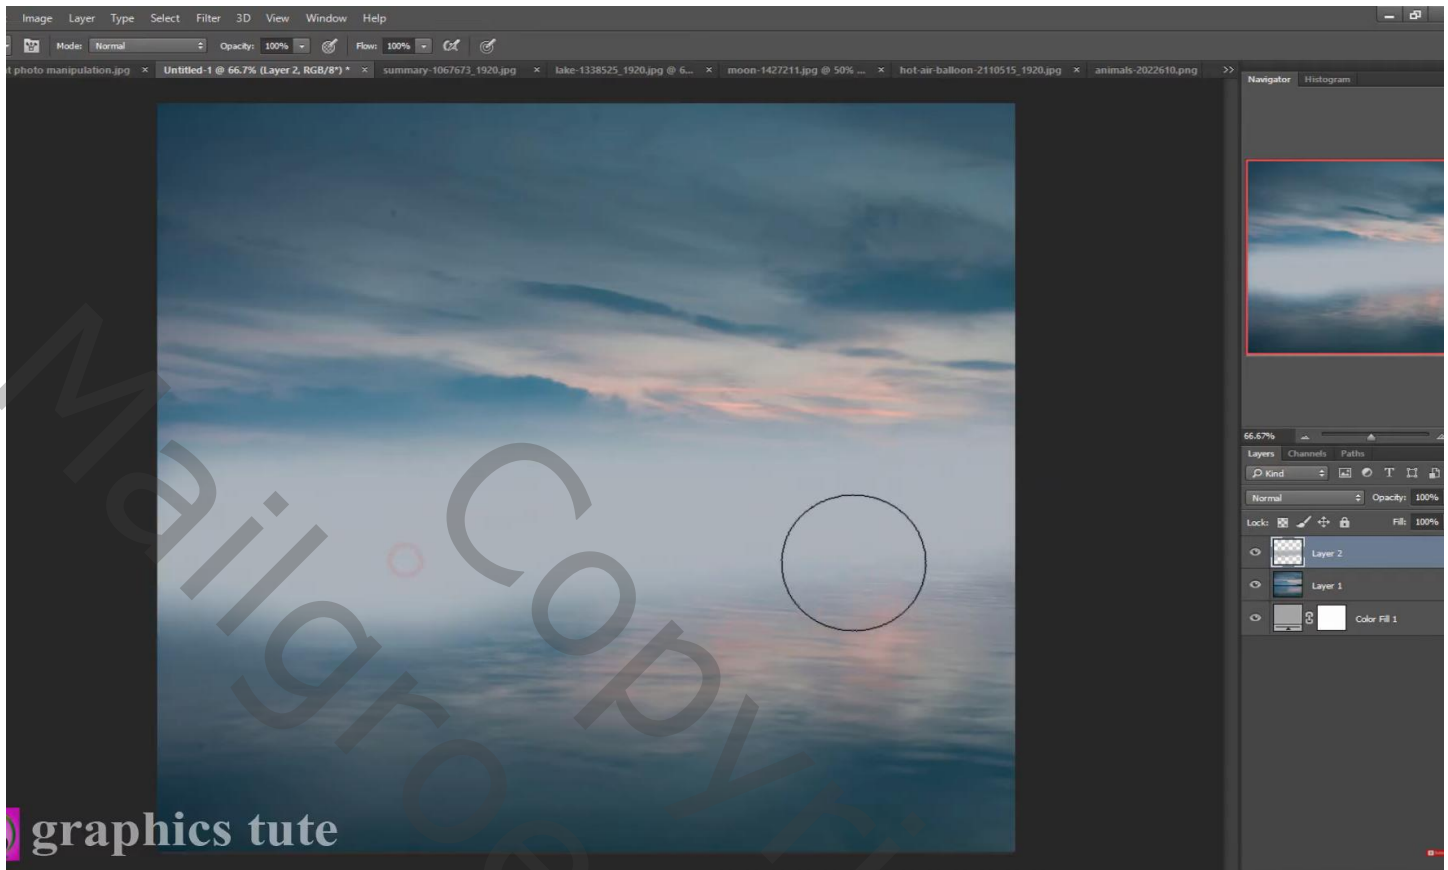 Image Layer Type Select Filter 3D View Window Help
Mode: Normal Opacity: 100% Flow: 100%
t photo manipulation.jpg × Untitled-1 @ 66.7% (Layer 2, RGB/8*) * × summary-1067673_1920.jpg × lake-1338525_1920.jpg @ 6... × moon-1427211.jpg @ 50% ... × hot-air-balloon-2110515_1920.jpg × animals-2022610.png >>
Navigator Histogram
66.67%
Layers Channels Paths
Kind
Normal Opacity: 100%
Lock: Fill: 100%
Layer 2
Layer 1
Color Fill 1
graphics tute